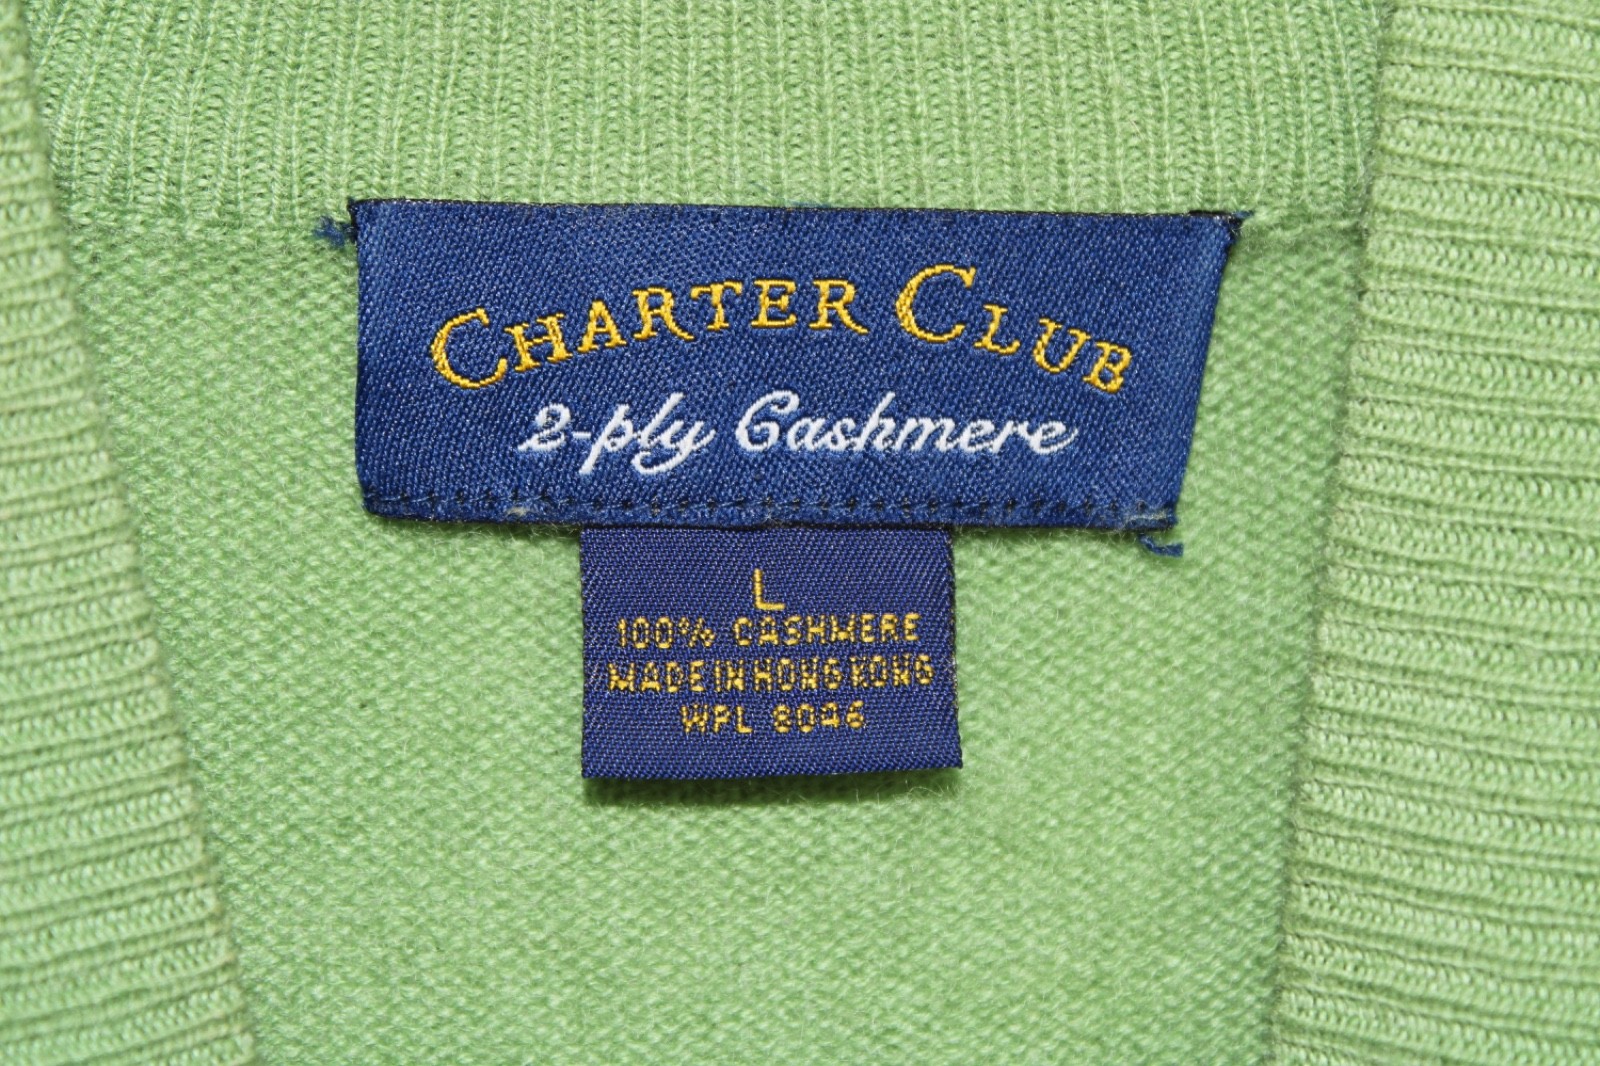 CHARTER CLUB
2-ply Cashmere
L
100% CASHMERE
MADE IN HONG KONG
WPL 8046